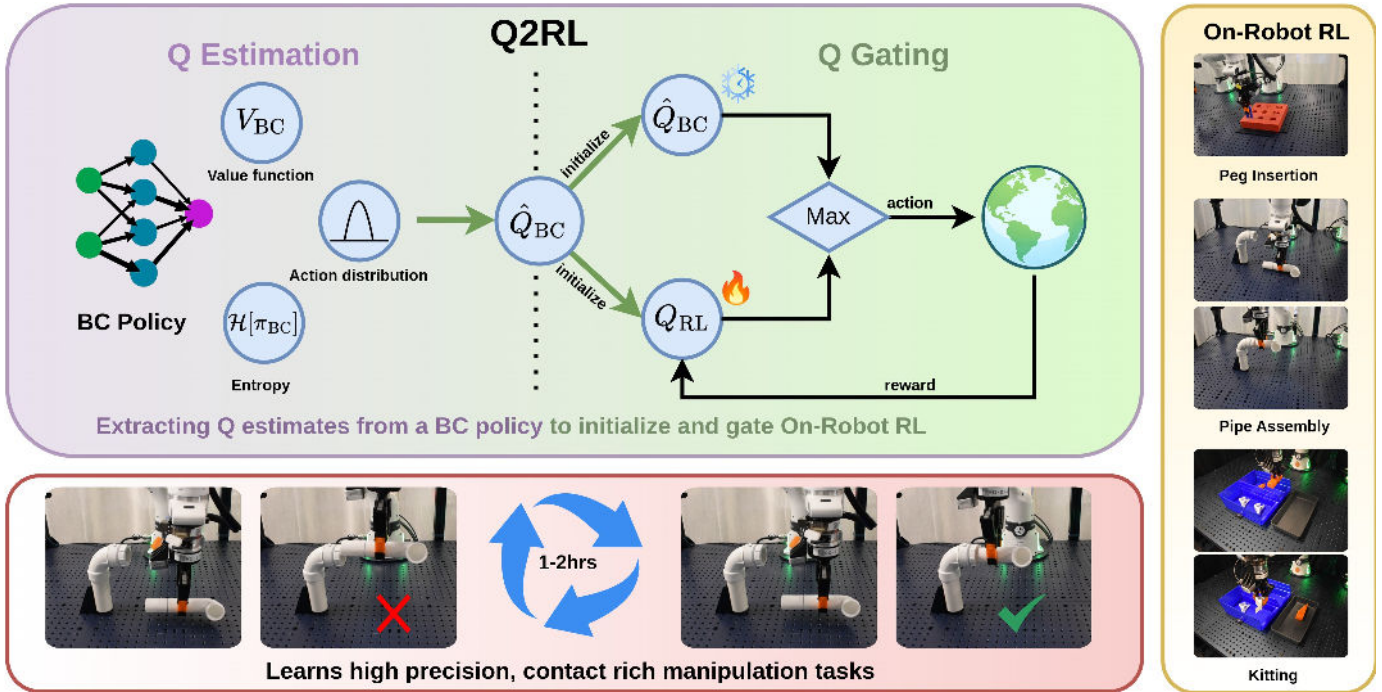 Q2RL
Q Estimation
Q Gating
V_BC
Value function
Action distribution
BC Policy
H[π_BC]
Entropy
Q̂_BC
initialize
initialize
Q̂_BC
Q_RL
Max
action
reward
Extracting Q estimates from a BC policy to initialize and gate On-Robot RL
1-2hrs
Learns high precision, contact rich manipulation tasks
On-Robot RL
Peg Insertion
Pipe Assembly
Kitting